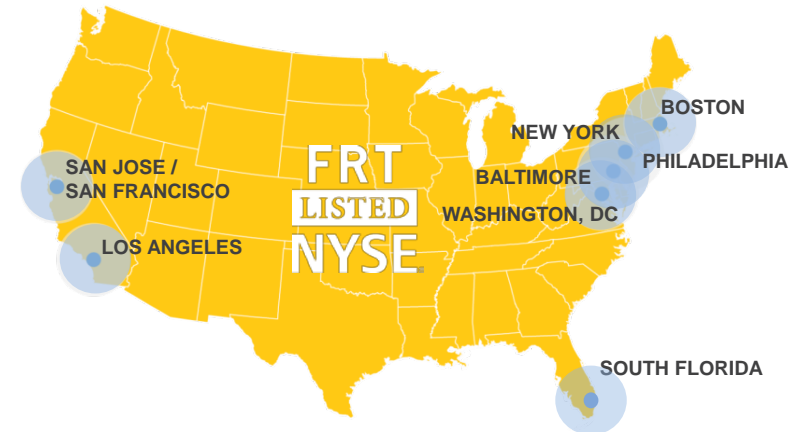 BOSTON
NEW YORK
PHILADELPHIA
BALTIMORE
WASHINGTON, DC
SAN JOSE /
SAN FRANCISCO
LOS ANGELES
FRT
LISTED
NYSE
SOUTH FLORIDA